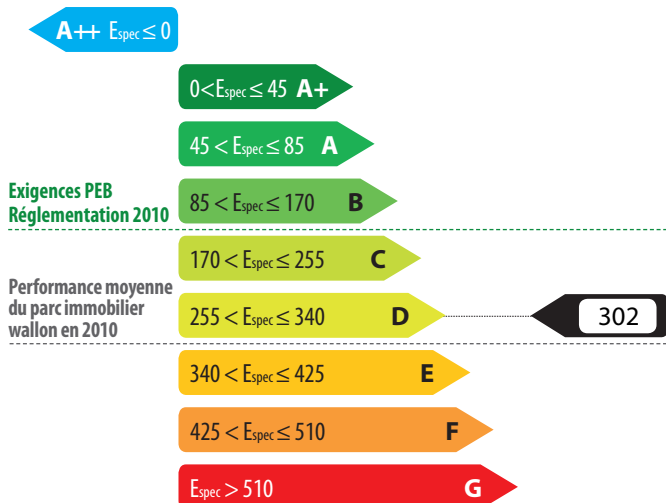 A++ Espec ≤ 0
0<Espec ≤ 45 A+
45 < Espec ≤ 85 A
Exigences PEB
Réglementation 2010
85 < Espec ≤ 170 B
170 < Espec ≤ 255 C
Performance moyenne
du parc immobilier
wallon en 2010
255 < Espec ≤ 340 D
302
340 < Espec ≤ 425 E
425 < Espec ≤ 510 F
Espec > 510 G